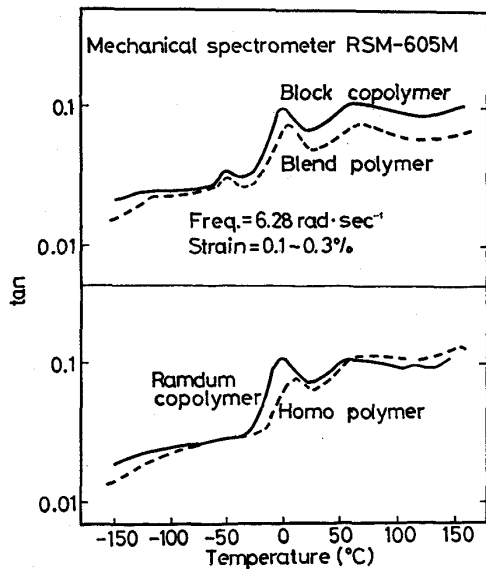 Mechanical spectrometer RSM-605M
0.1
Block copolymer
Blend polymer
Freq.=6.28 rad·sec⁻¹
Strain=0.1~0.3%
0.01
tan
0.1
Ramdum
copolymer
Homo polymer
0.01
-150 -100 -50 0 50 100 150
Temperature (°C)